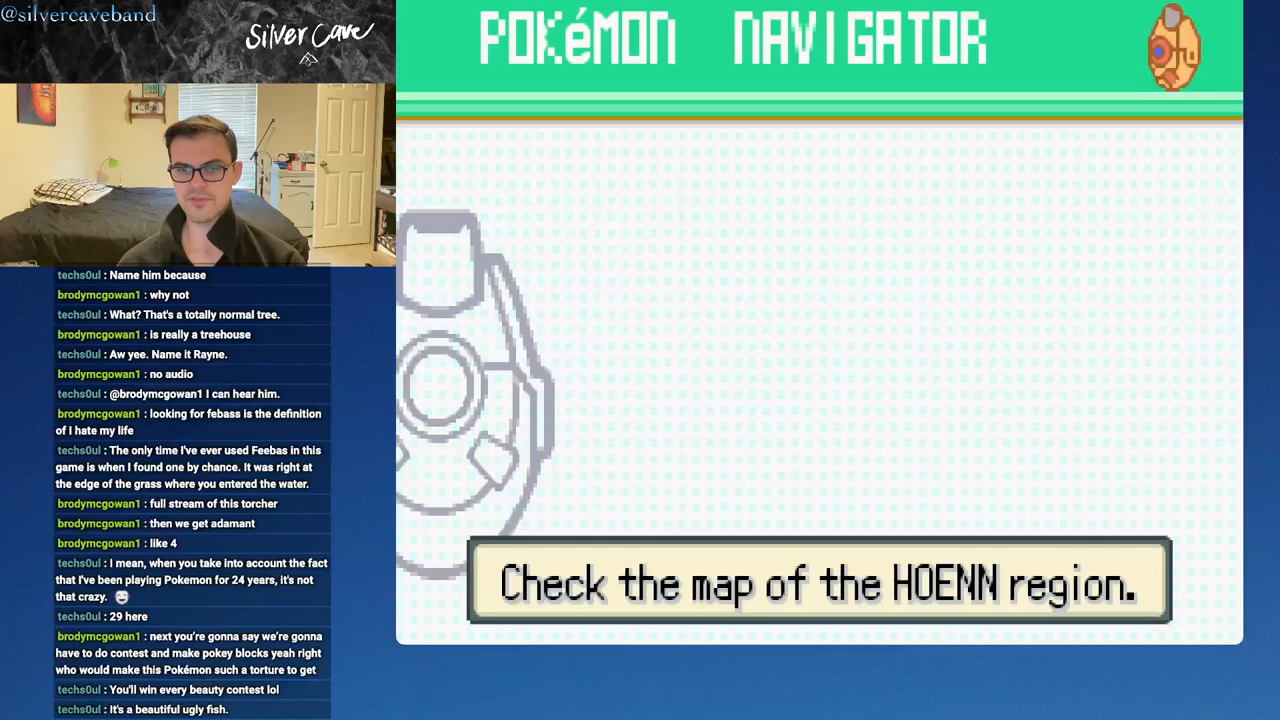 @silvercaveband
Silver Cave
POKéMON NAVIGATOR
techs0ul : Name him because
brodymcgowan1 : why not
techs0ul : What? That's a totally normal tree.
brodymcgowan1 : is really a treehouse
techs0ul : Aw yee. Name it Rayne.
brodymcgowan1 : no audio
techs0ul : @brodymcgowan1 I can hear him.
brodymcgowan1 : looking for febass is the definition
of I hate my life
techs0ul : The only time I've ever used Feebas in this
game is when I found one by chance. It was right at
the edge of the grass where you entered the water.
brodymcgowan1 : full stream of this torcher
brodymcgowan1 : then we get adamant
brodymcgowan1 : like 4
techs0ul : I mean, when you take into account the fact
that I've been playing Pokemon for 24 years, it's not
that crazy.
techs0ul : 29 here
brodymcgowan1 : next you're gonna say we're gonna
have to do contest and make pokey blocks yeah right
who would make this Pokémon such a torture to get
techs0ul : You'll win every beauty contest lol
techs0ul : It's a beautiful ugly fish.
Check the map of the HOENN region.